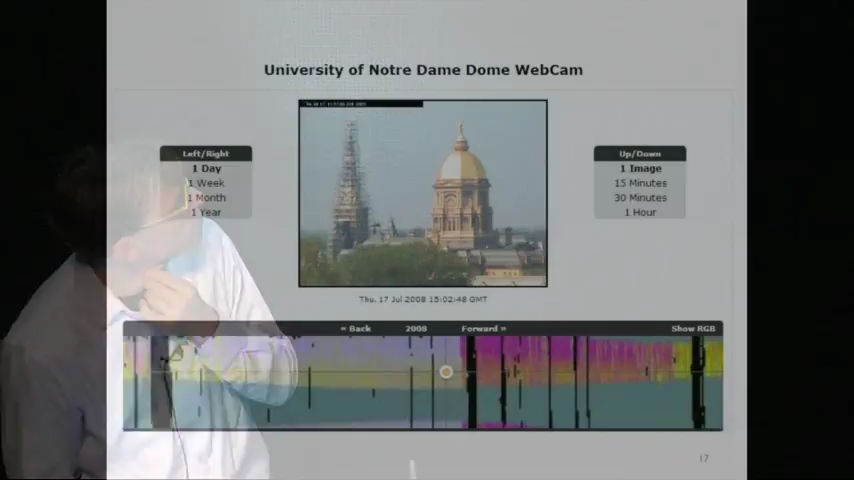 University of Notre Dame Dome WebCam
Left/Right
1 Day
1 Week
1 Month
1 Year
Up/Down
1 Image
15 Minutes
30 Minutes
1 Hour
Thu, 17 Jul 2008 15:02:48 GMT
« Back 2008 Forward » Show RGB
17